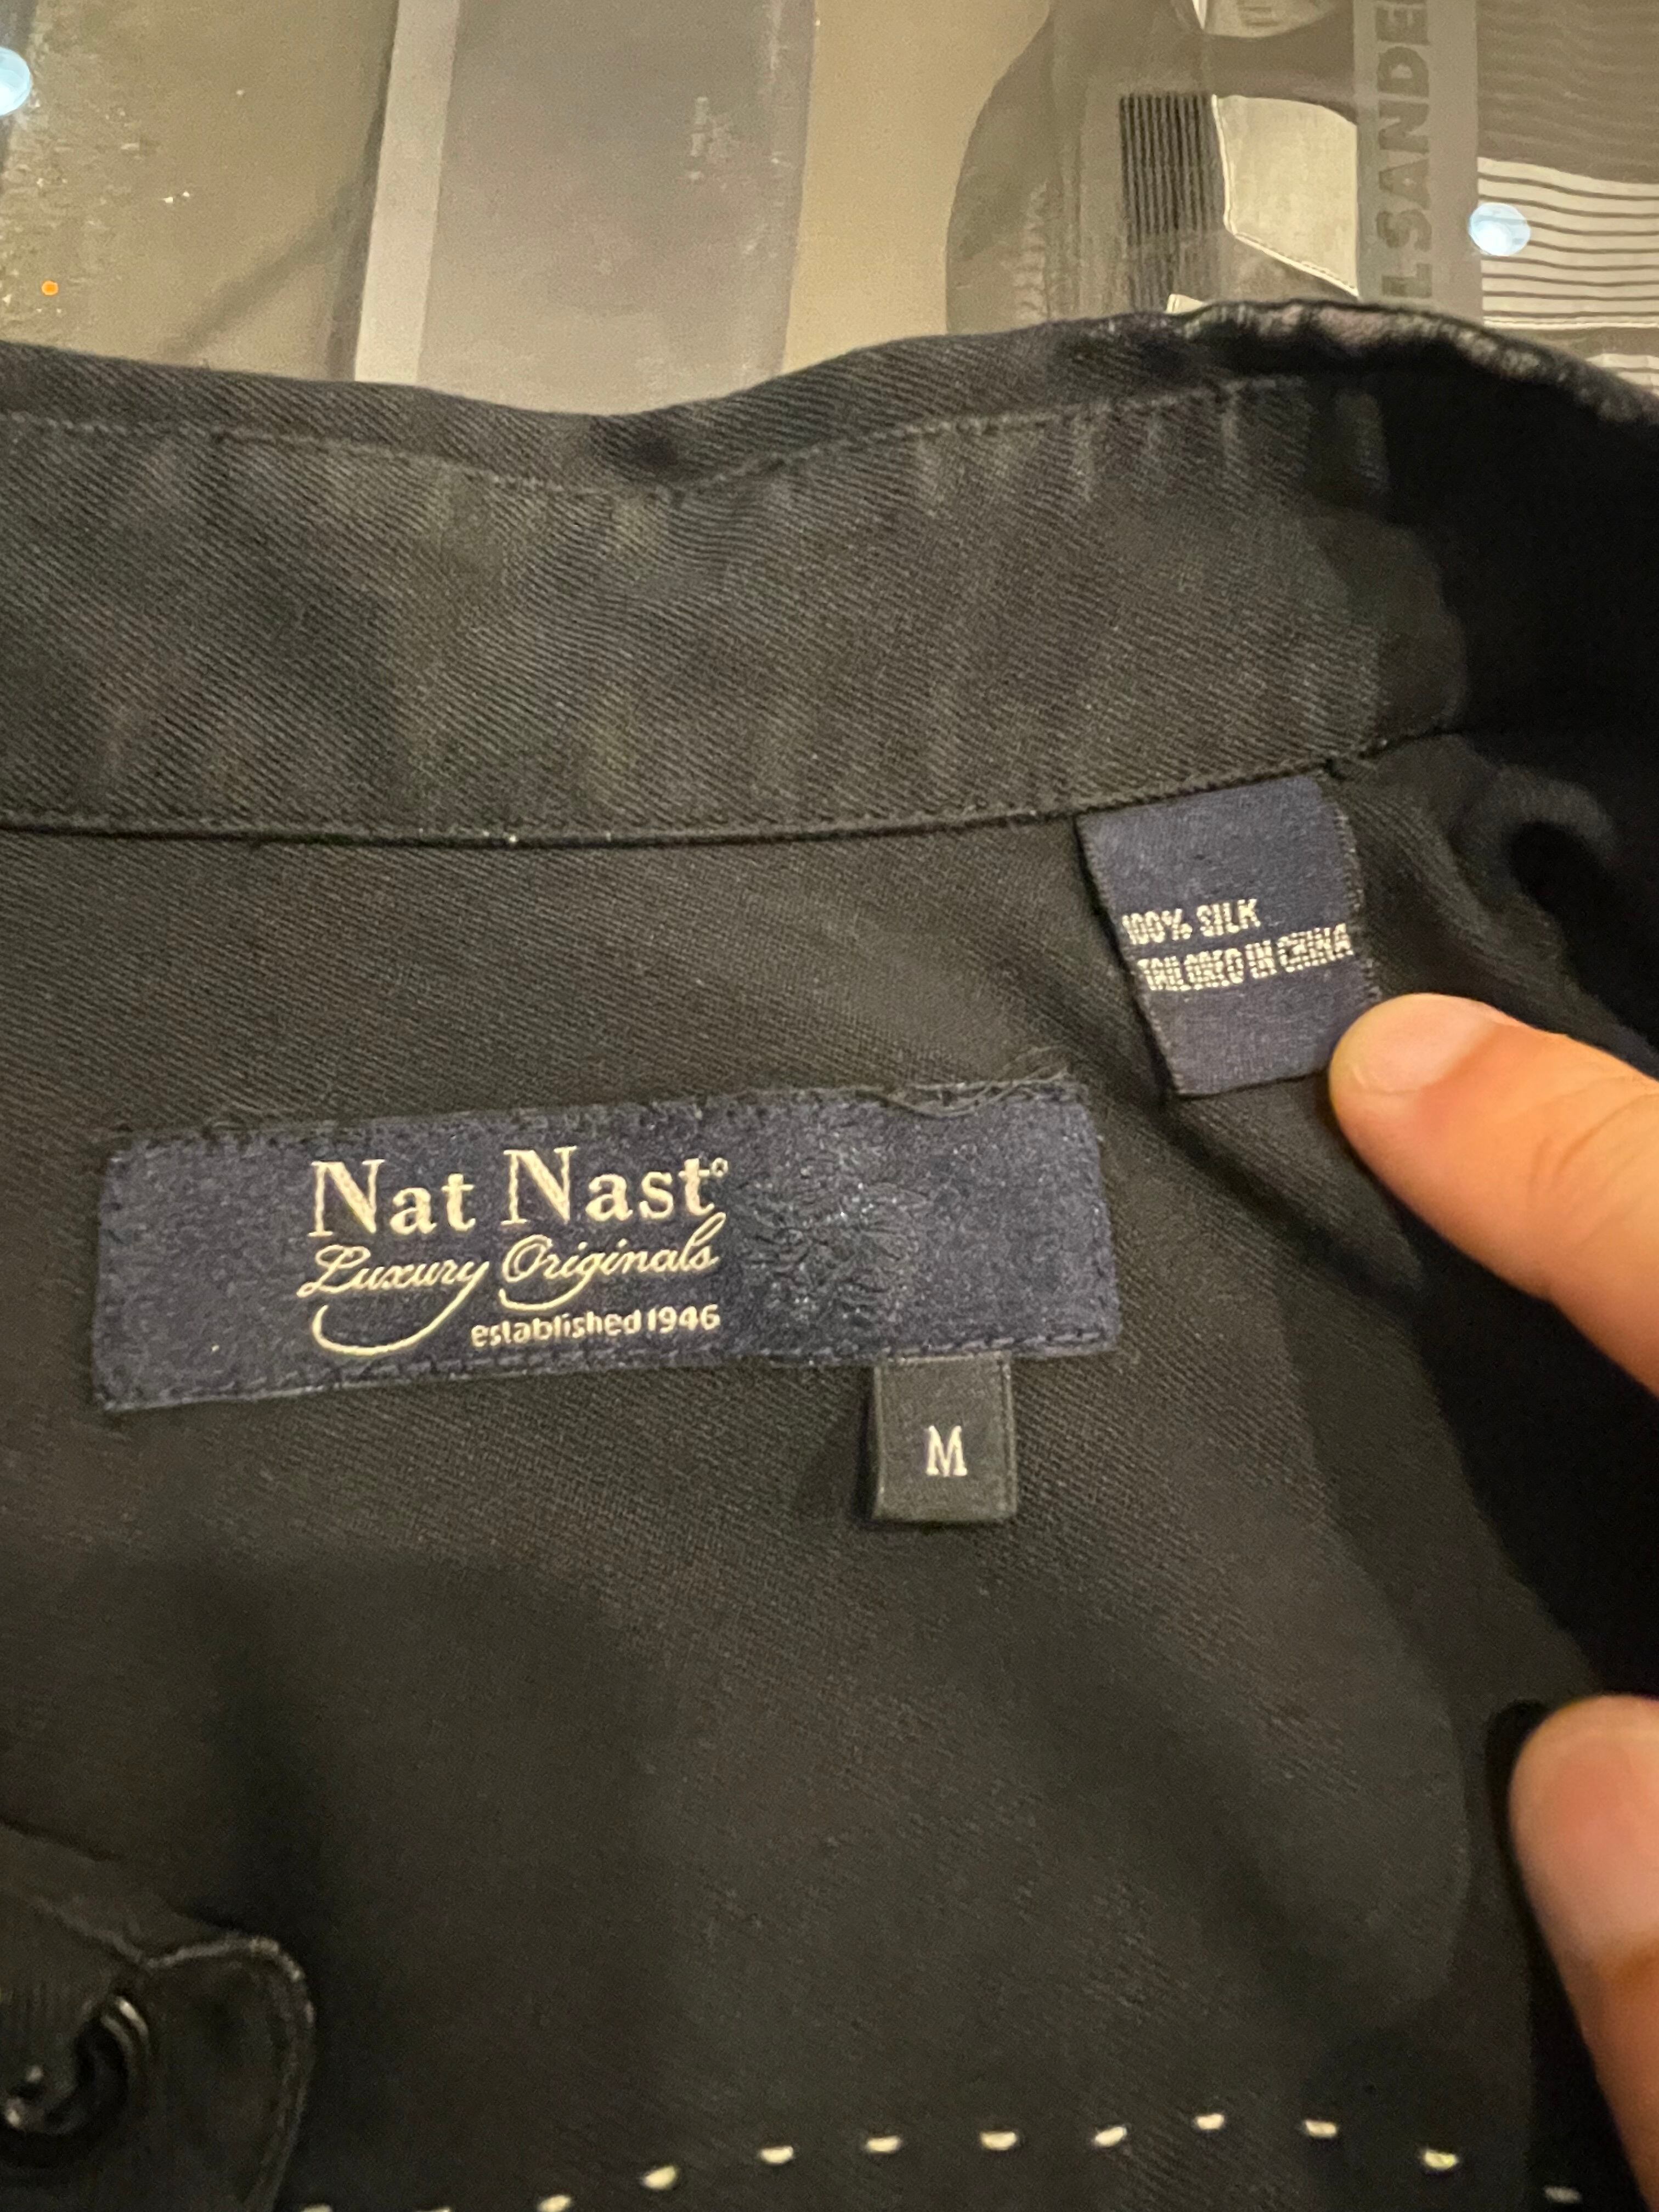 100% SILK
TAILORED IN CHINA
Nat Nast
Luxury Originals
established 1946
M